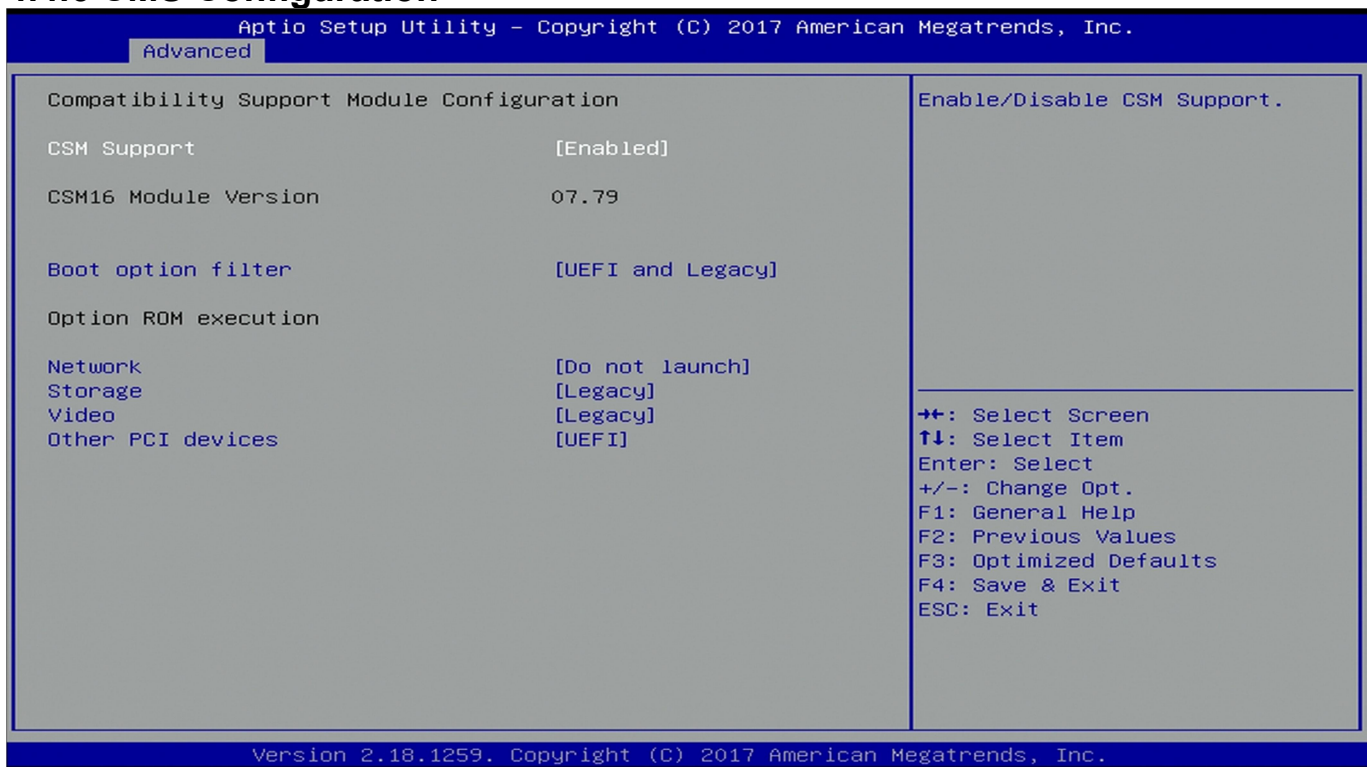 Aptio Setup Utility – Copyright (C) 2017 American Megatrends, Inc.
Advanced
Compatibility Support Module Configuration
CSM Support [Enabled]
CSM16 Module Version 07.79
Boot option filter [UEFI and Legacy]
Option ROM execution
Network [Do not launch]
Storage [Legacy]
Video [Legacy]
Other PCI devices [UEFI]
Enable/Disable CSM Support.
→←: Select Screen
↑↓: Select Item
Enter: Select
+/-: Change Opt.
F1: General Help
F2: Previous Values
F3: Optimized Defaults
F4: Save & Exit
ESC: Exit
Version 2.18.1259. Copyright (C) 2017 American Megatrends, Inc.